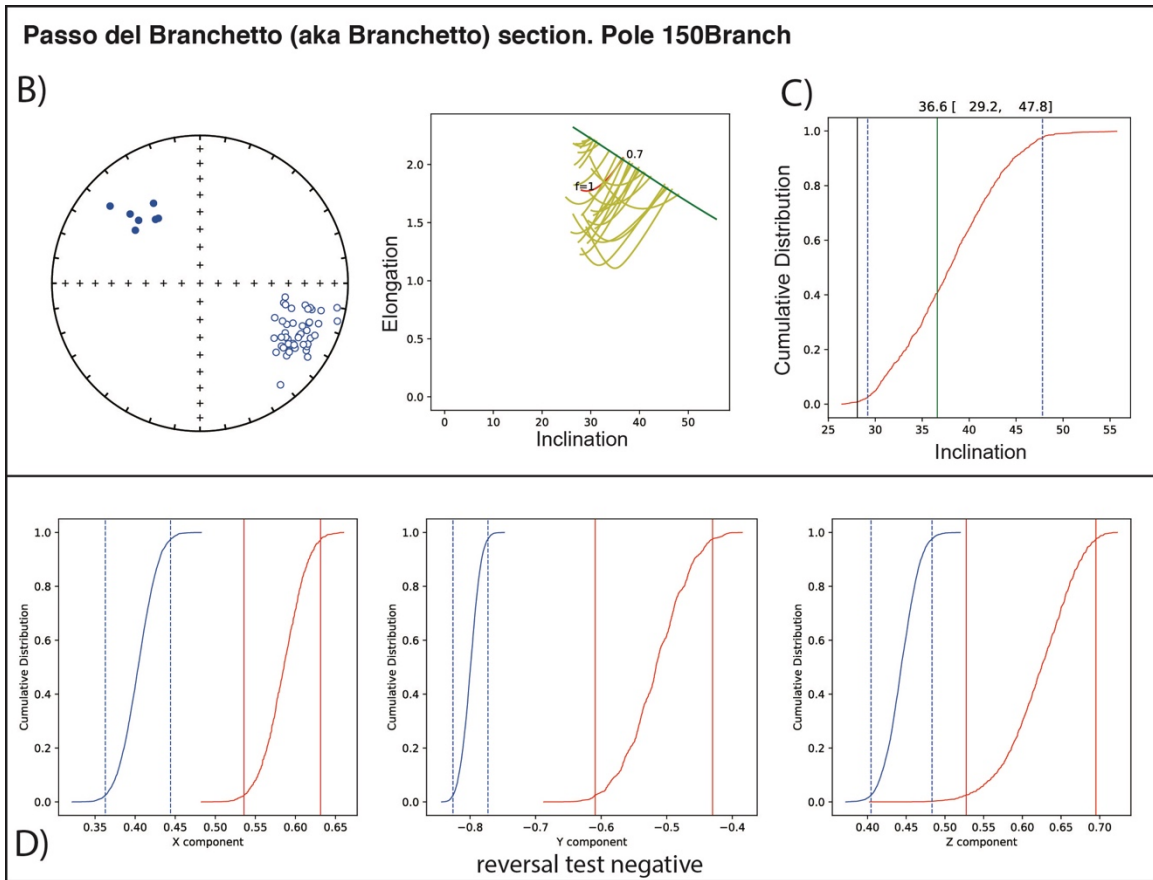 Passo del Branchetto (aka Branchetto) section. Pole 150Branch
B)
C)
36.6 [ 29.2, 47.8]
0.7
f=1
2.0
1.5
1.0
0.5
0.0
Elongation
0 10 20 30 40 50
Inclination
1.0
0.8
0.6
0.4
0.2
0.0
Cumulative Distribution
25 30 35 40 45 50 55
Inclination
1.0
0.8
0.6
0.4
0.2
0.0
Cumulative Distribution
0.35 0.40 0.45 0.50 0.55 0.60 0.65
X component
1.0
0.8
0.6
0.4
0.2
0.0
Cumulative Distribution
−0.8 −0.7 −0.6 −0.5 −0.4
Y component
1.0
0.8
0.6
0.4
0.2
0.0
Cumulative Distribution
0.40 0.45 0.50 0.55 0.60 0.65 0.70
Z component
D)
reversal test negative